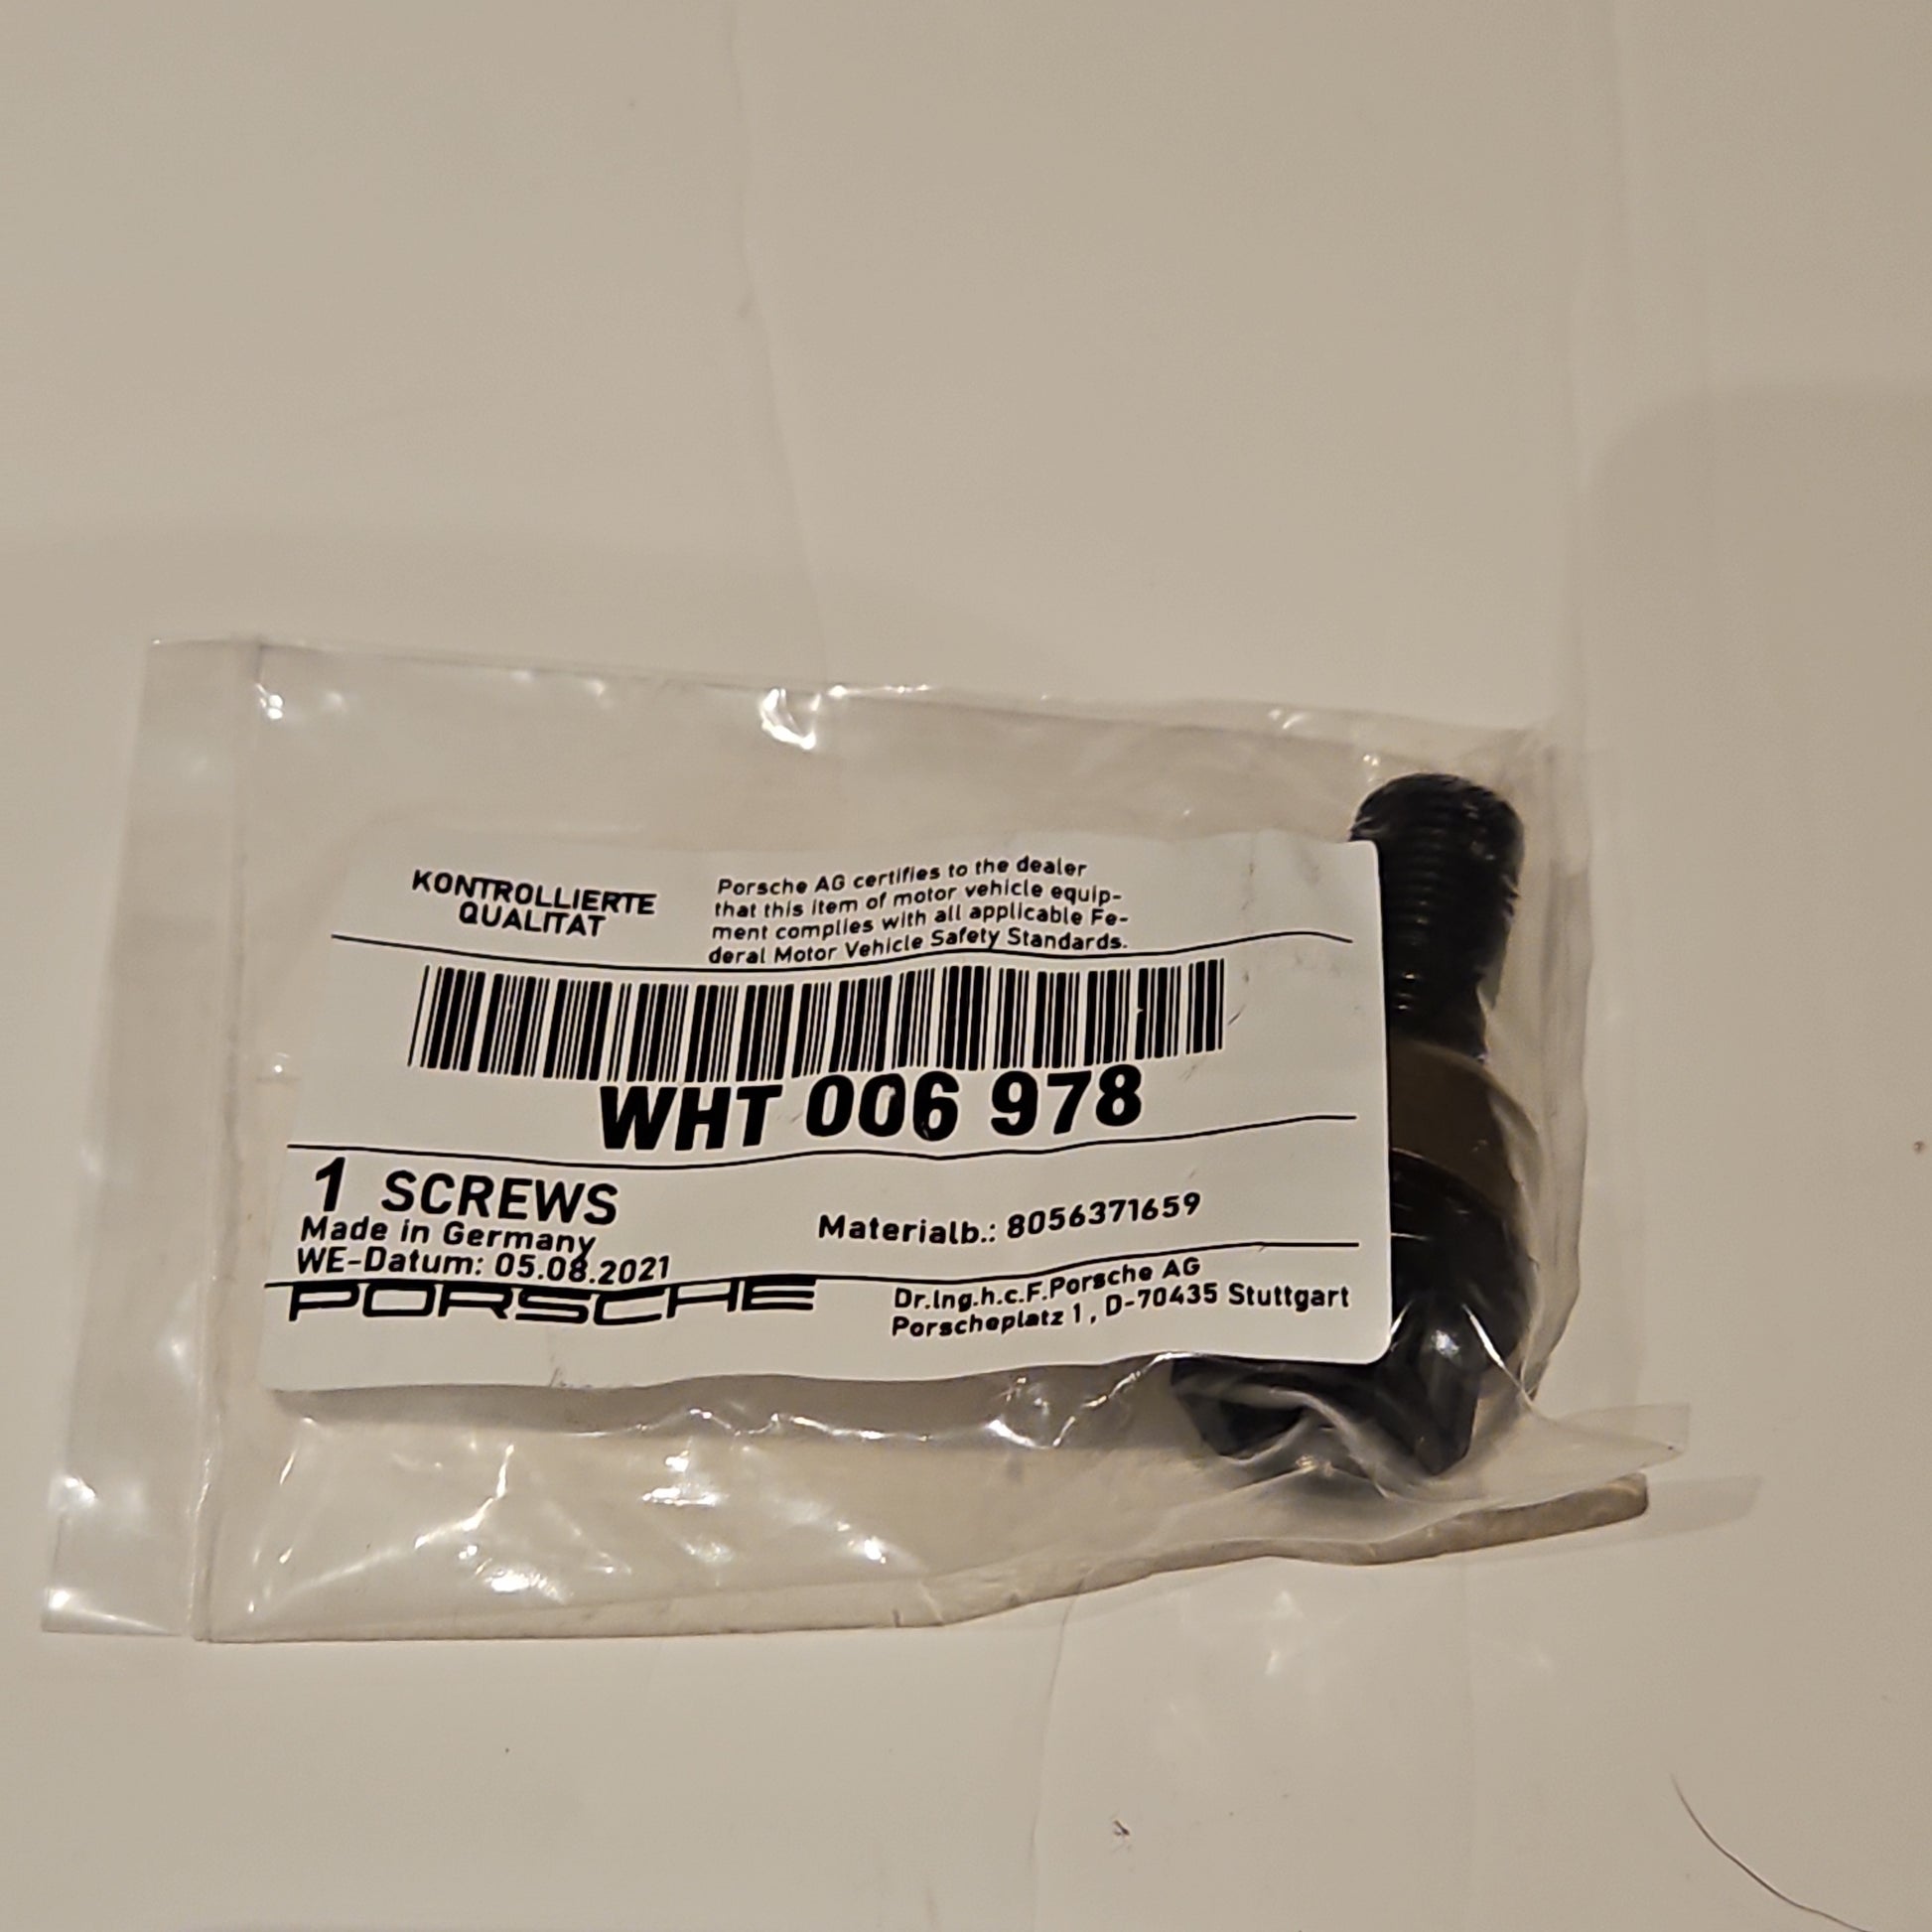 KONTROLLIERTE
QUALITAT
Porsche AG certifies to the dealer
that this item of motor vehicle equip-
ment complies with all applicable Fe-
deral Motor Vehicle Safety Standards.
WHT 006 978
1 SCREWS
Made in Germany
WE-Datum: 05.08.2021
Materialb.: 8056371659
PORSCHE
Dr.Ing.h.c.F.Porsche AG
Porscheplatz 1, D-70435 Stuttgart